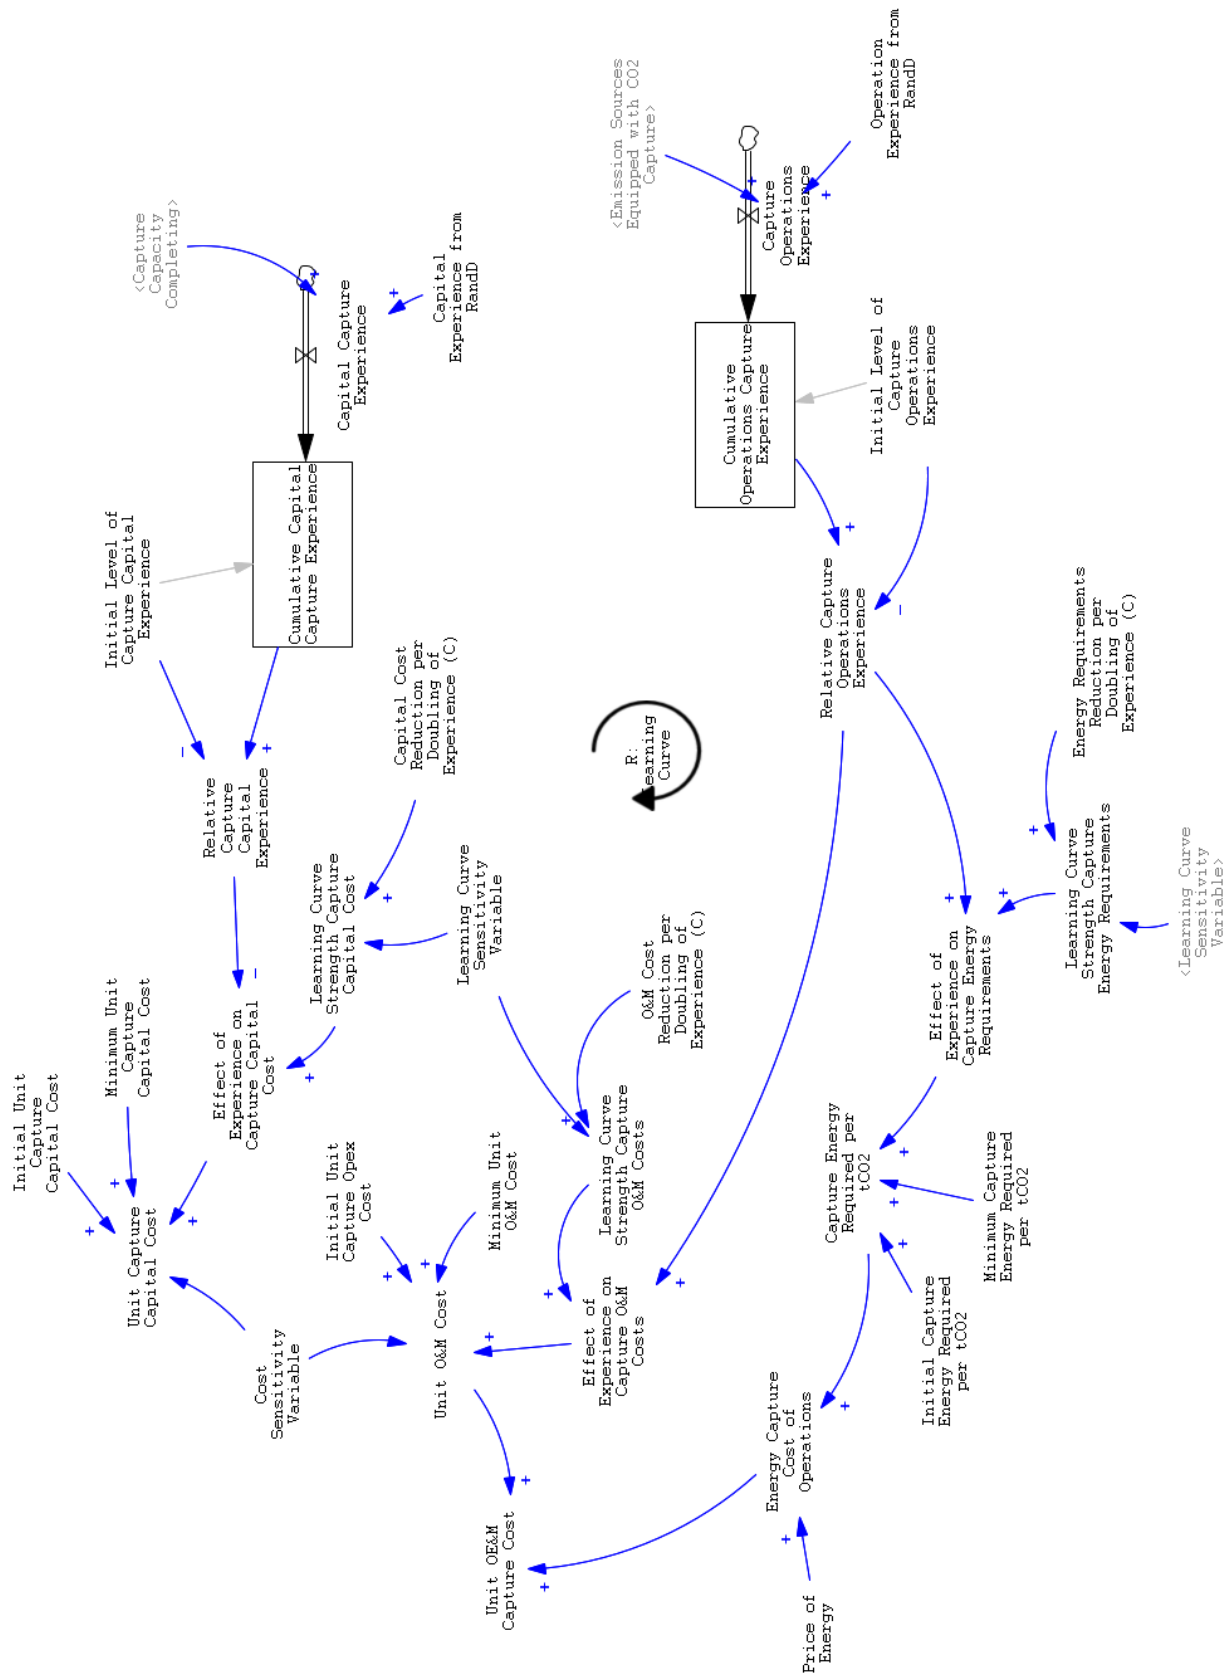 <Capture
Capacity
Completing>
Capital Capture
Experience
Capital
Experience from
RandD
Initial Level of
Capture Capital
Experience
Cumulative Capital
Capture Experience
Relative
Capture
Capital
Experience
Capital Cost
Reduction per
Doubling of
Experience (C)
Learning Curve
Strength Capture
Capital Cost
Learning Curve
Sensitivity
Variable
Initial Unit
Capture
Capital Cost
Minimum Unit
Capture
Capital Cost
Effect of
Experience on
Capture Capital
Cost
Unit Capture
Capital Cost
Cost
Sensitivity
Variable
Initial Unit
Capture Opex
Cost
Minimum Unit
O&M Cost
Unit O&M Cost
O&M Cost
Reduction per
Doubling of
Experience (C)
Learning Curve
Strength Capture
O&M Costs
Effect of
Experience on
Capture O&M
Costs
Unit OE&M
Capture Cost
R:
Learning
Curve
<Emission Sources
Equipped with CO2
Capture>
Capture
Operations
Experience
Operation
Experience from
RandD
Cumulative
Operations Capture
Experience
Initial Level of
Capture
Operations
Experience
Relative Capture
Operations
Experience
Energy Requirements
Reduction per
Doubling of
Experience (C)
Learning Curve
Strength Capture
Energy Requirements
<Learning Curve
Sensitivity
Variable>
Effect of
Experience on
Capture Energy
Requirements
Capture Energy
Required per
tCO2
Minimum Capture
Energy Required
per tCO2
Initial Capture
Energy Required
per tCO2
Energy Capture
Cost of
Operations
Price of
Energy